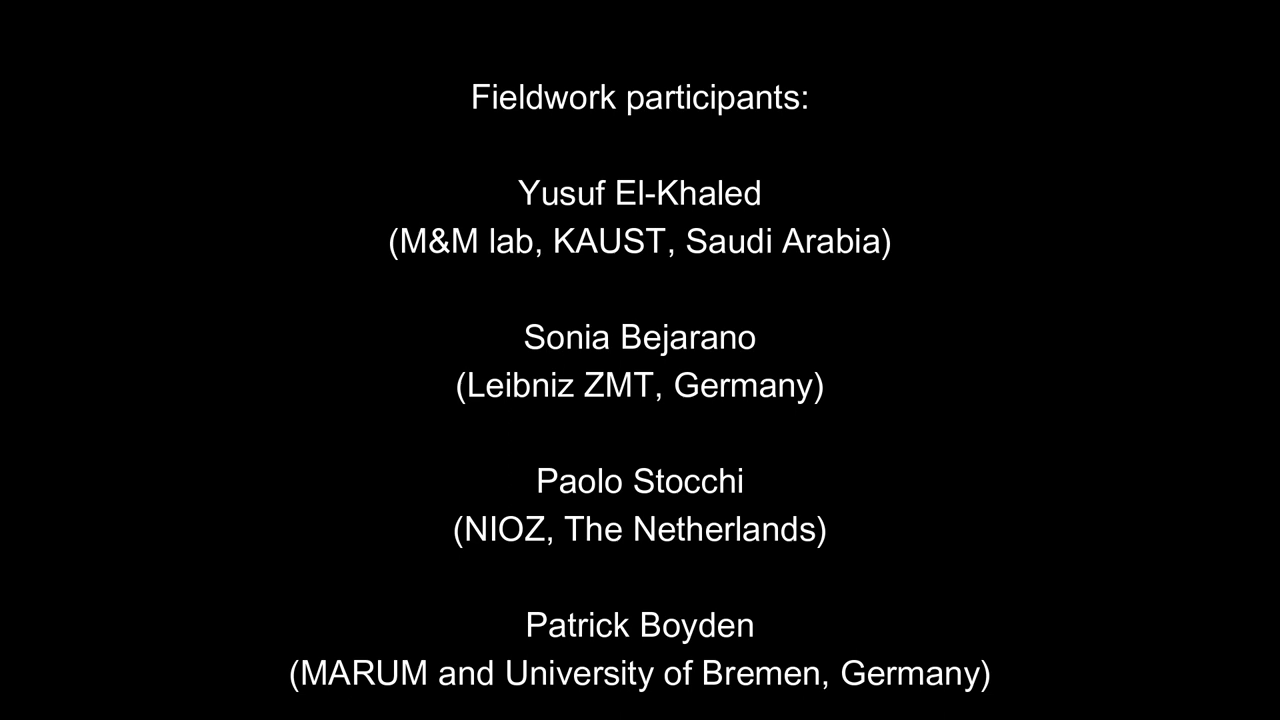 Fieldwork participants:
Yusuf El-Khaled
(M&M lab, KAUST, Saudi Arabia)
Sonia Bejarano
(Leibniz ZMT, Germany)
Paolo Stocchi
(NIOZ, The Netherlands)
Patrick Boyden
(MARUM and University of Bremen, Germany)